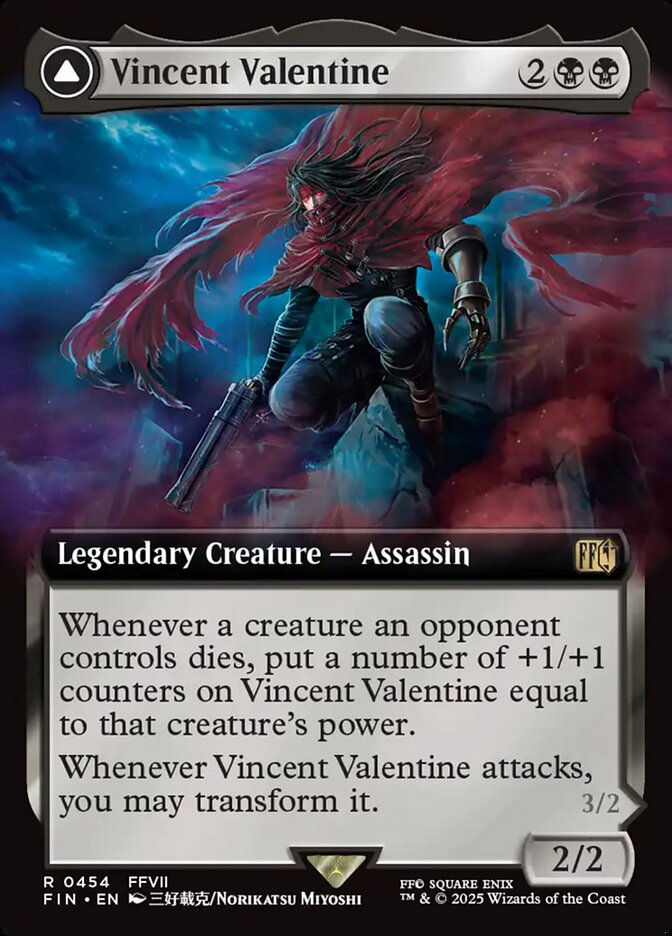 Vincent Valentine 2
Legendary Creature — Assassin
FF
Whenever a creature an opponent
controls dies, put a number of +1/+1
counters on Vincent Valentine equal
to that creature's power.
Whenever Vincent Valentine attacks,
you may transform it.
3/2
2/2
R 0454 FFVII
FIN • EN 三好載克/NORIKATSU MIYOSHI
FF© SQUARE ENIX
™ & © 2025 Wizards of the Coast